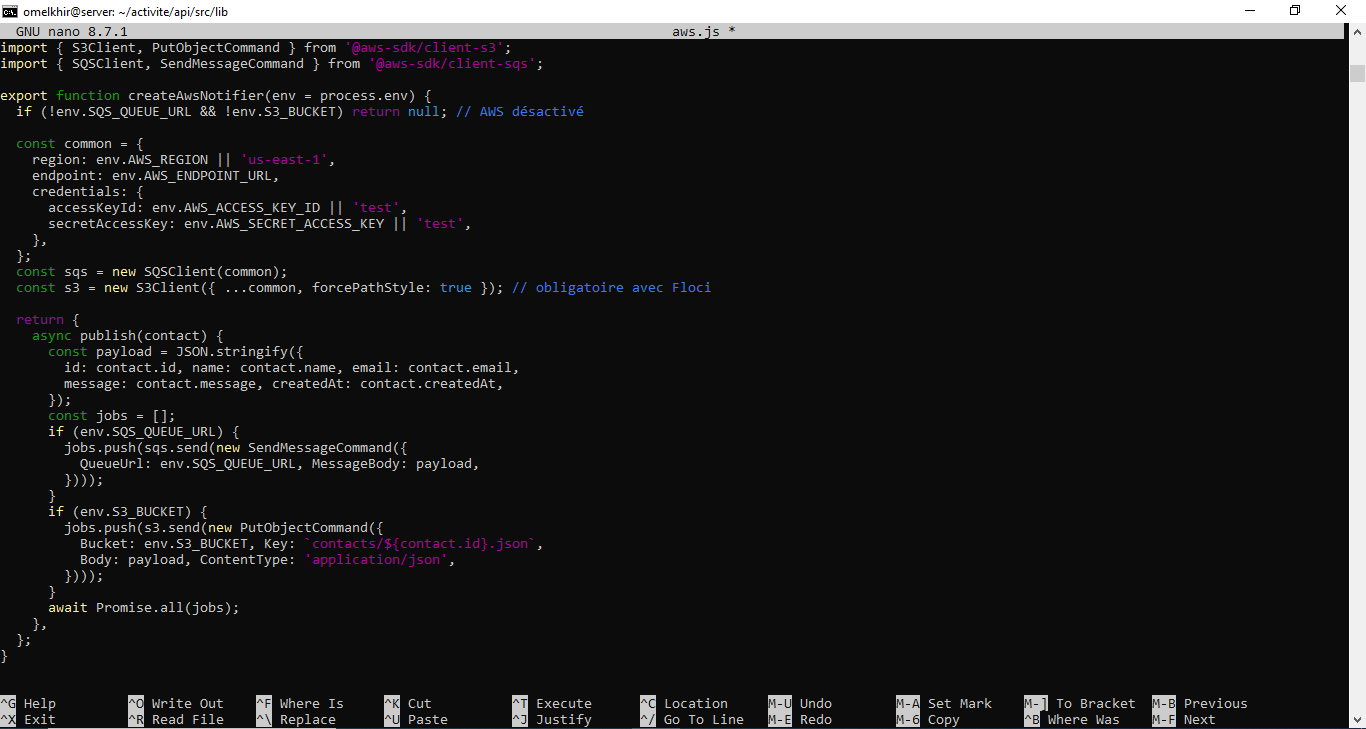 omelkhir@server: ~/activite/api/src/lib
GNU nano 8.7.1 aws.js *
import { S3Client, PutObjectCommand } from '@aws-sdk/client-s3';
import { SQSClient, SendMessageCommand } from '@aws-sdk/client-sqs';

export function createAwsNotifier(env = process.env) {
  if (!env.SQS_QUEUE_URL && !env.S3_BUCKET) return null; // AWS désactivé

  const common = {
    region: env.AWS_REGION || 'us-east-1',
    endpoint: env.AWS_ENDPOINT_URL,
    credentials: {
      accessKeyId: env.AWS_ACCESS_KEY_ID || 'test',
      secretAccessKey: env.AWS_SECRET_ACCESS_KEY || 'test',
    },
  };
  const sqs = new SQSClient(common);
  const s3 = new S3Client({ ...common, forcePathStyle: true }); // obligatoire avec Floci

  return {
    async publish(contact) {
      const payload = JSON.stringify({
        id: contact.id, name: contact.name, email: contact.email,
        message: contact.message, createdAt: contact.createdAt,
      });
      const jobs = [];
      if (env.SQS_QUEUE_URL) {
        jobs.push(sqs.send(new SendMessageCommand({
          QueueUrl: env.SQS_QUEUE_URL, MessageBody: payload,
        })));
      }
      if (env.S3_BUCKET) {
        jobs.push(s3.send(new PutObjectCommand({
          Bucket: env.S3_BUCKET, Key: `contacts/${contact.id}.json`,
          Body: payload, ContentType: 'application/json',
        })));
      }
      await Promise.all(jobs);
    },
  };
}

^G Help ^O Write Out ^F Where Is ^K Cut ^T Execute ^C Location M-U Undo M-A Set Mark M-] To Bracket M-B Previous
^X Exit ^R Read File ^\ Replace ^U Paste ^J Justify ^/ Go To Line M-E Redo M-6 Copy ^B Where Was M-F Next